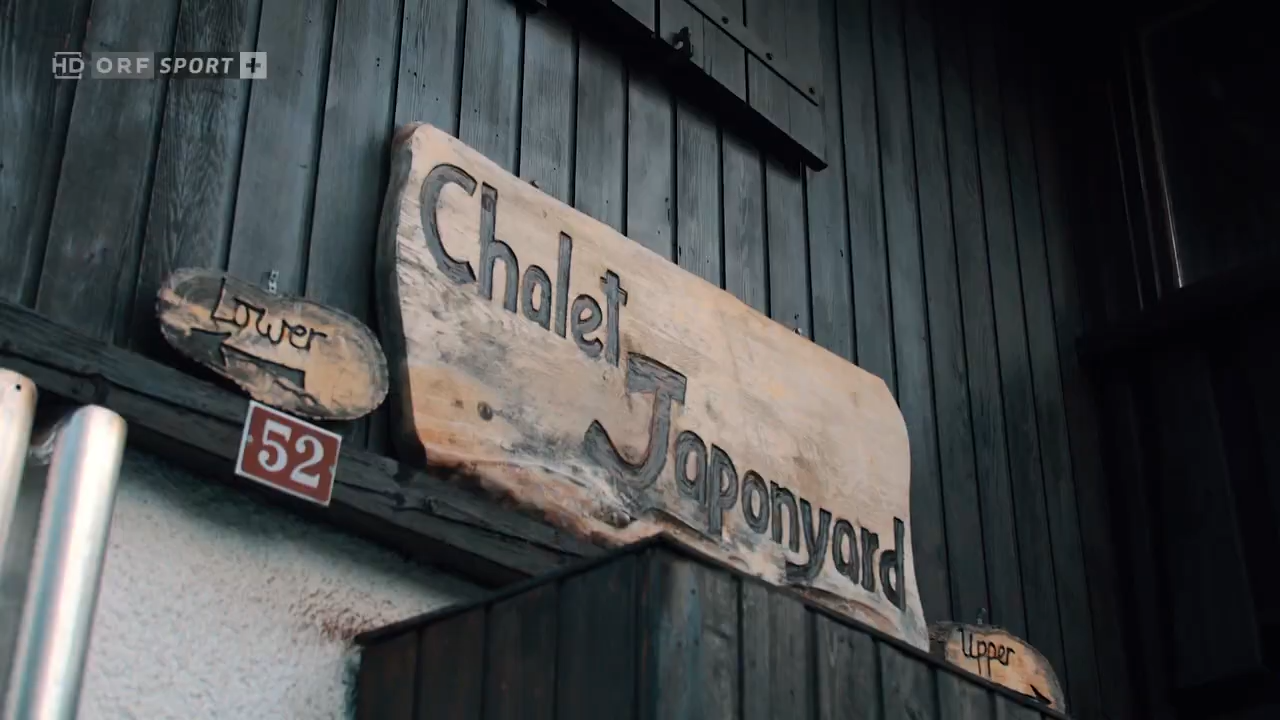 HD ORF SPORT +
Chalet
Japonyard
Lower
52
Upper